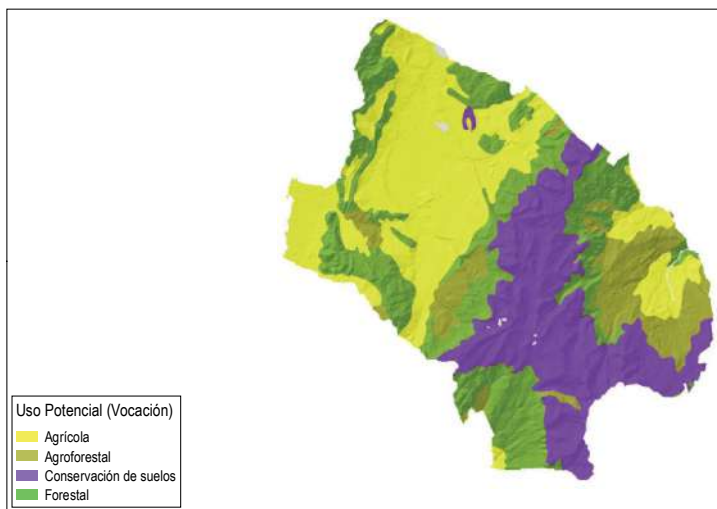 Uso Potencial (Vocación)
Agrícola
Agroforestal
Conservación de suelos
Forestal